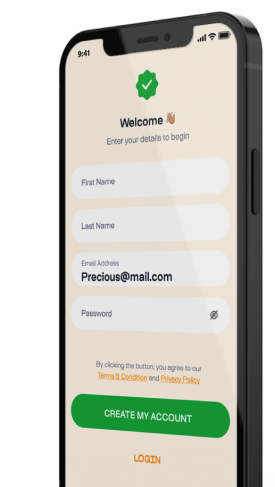 9:41
Welcome 👋🏽
Enter your details to begin
First Name
Last Name
Email Address
Precious@mail.com
Password
By clicking the button, you agree to our
Terms & Condition and Privacy Policy
CREATE MY ACCOUNT
LOGIN